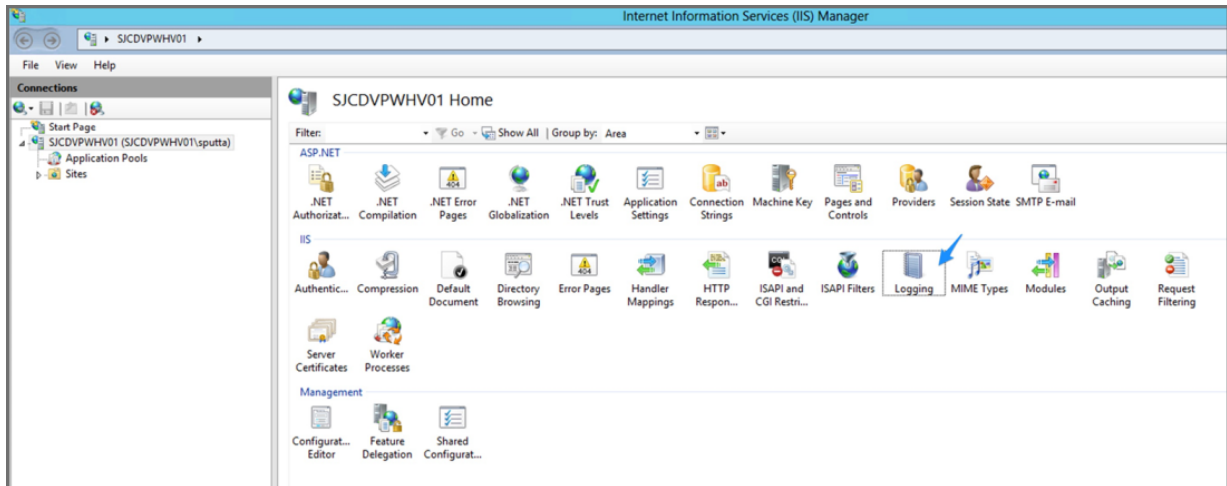 Internet Information Services (IIS) Manager
SJCDVPWHV01
File View Help
Connections
Start Page
SJCDVPWHV01 (SJCDVPWHV01\sputta)
Application Pools
Sites
SJCDVPWHV01 Home
Filter: Go Show All Group by: Area
ASP.NET
.NET .NET .NET Error .NET .NET Trust Application Connection Machine Key Pages and Providers Session State SMTP E-mail
Authorizat... Compilation Pages Globalization Levels Settings Strings Controls
IIS
Authentic... Compression Default Directory Error Pages Handler HTTP ISAPI and ISAPI Filters Logging MIME Types Modules Output Request
Document Browsing Mappings Respon... CGI Restri... Caching Filtering
Server Worker
Certificates Processes
Management
Configurat... Feature Shared
Editor Delegation Configurat...